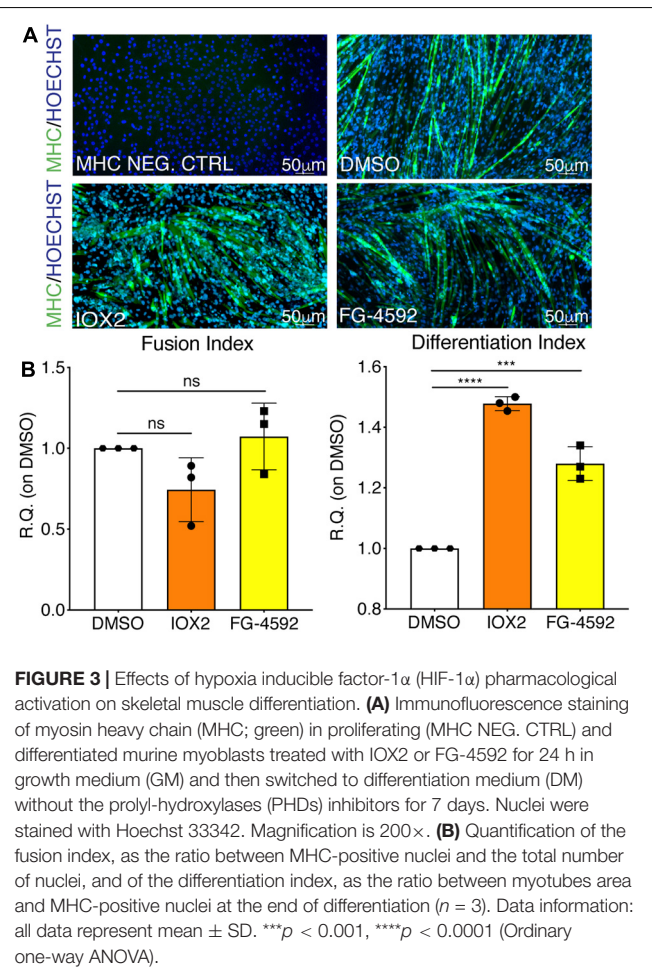 A
MHC/HOECHST
MHC NEG. CTRL
50μm
DMSO
50μm
MHC/HOECHST
IOX2
50μm
FG-4592
50μm
B
Fusion Index
R.Q. (on DMSO)
1.5
1.0
0.5
0.0
ns
ns
DMSO IOX2 FG-4592
Differentiation Index
R.Q. (on DMSO)
1.6
1.4
1.2
1.0
0.8
***
****
DMSO IOX2 FG-4592
FIGURE 3 | Effects of hypoxia inducible factor-1α (HIF-1α) pharmacological
activation on skeletal muscle differentiation. (A) Immunofluorescence staining
of myosin heavy chain (MHC; green) in proliferating (MHC NEG. CTRL) and
differentiated murine myoblasts treated with IOX2 or FG-4592 for 24 h in
growth medium (GM) and then switched to differentiation medium (DM)
without the prolyl-hydroxylases (PHDs) inhibitors for 7 days. Nuclei were
stained with Hoechst 33342. Magnification is 200×. (B) Quantification of the
fusion index, as the ratio between MHC-positive nuclei and the total number
of nuclei, and of the differentiation index, as the ratio between myotubes area
and MHC-positive nuclei at the end of differentiation (n = 3). Data information:
all data represent mean ± SD. ***p < 0.001, ****p < 0.0001 (Ordinary
one-way ANOVA).